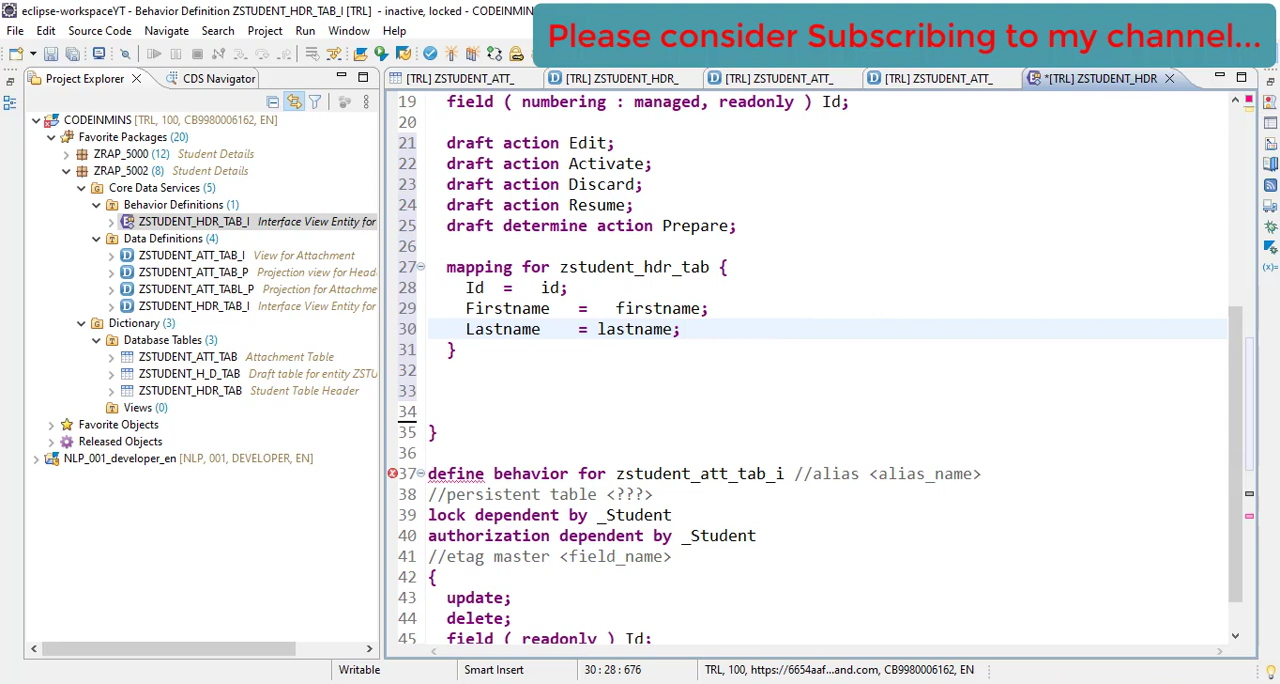 eclipse-workspaceYT - Behavior Definition ZSTUDENT_HDR_TAB_I [TRL] - inactive, locked - CODEINMINS
Please consider Subscribing to my channel...
File Edit Source Code Navigate Search Project Run Window Help
Project Explorer
CDS Navigator
[TRL] ZSTUDENT_ATT_
[TRL] ZSTUDENT_HDR_
[TRL] ZSTUDENT_ATT_
[TRL] ZSTUDENT_ATT_
*[TRL] ZSTUDENT_HDR
CODEINMINS [TRL, 100, CB9980006162, EN]
Favorite Packages (20)
ZRAP_5000 (12) Student Details
ZRAP_5002 (8) Student Details
Core Data Services (5)
Behavior Definitions (1)
ZSTUDENT_HDR_TAB_I Interface View Entity for
Data Definitions (4)
ZSTUDENT_ATT_TAB_I View for Attachment
ZSTUDENT_ATT_TAB_P Projection view for Heade
ZSTUDENT_ATT_TABL_P Projection for Attachme
ZSTUDENT_HDR_TAB_I Interface View Entity for
Dictionary (3)
Database Tables (3)
ZSTUDENT_ATT_TAB Attachment Table
ZSTUDENT_H_D_TAB Draft table for entity ZSTU
ZSTUDENT_HDR_TAB Student Table Header
Views (0)
Favorite Objects
Released Objects
NLP_001_developer_en [NLP, 001, DEVELOPER, EN]
19 field ( numbering : managed, readonly ) Id;
20
21 draft action Edit;
22 draft action Activate;
23 draft action Discard;
24 draft action Resume;
25 draft determine action Prepare;
26
27 mapping for zstudent_hdr_tab {
28 Id = id;
29 Firstname = firstname;
30 Lastname = lastname;
31 }
32
33
34
35 }
36
37 define behavior for zstudent_att_tab_i //alias <alias_name>
38 //persistent table <???>
39 lock dependent by _Student
40 authorization dependent by _Student
41 //etag master <field_name>
42 {
43 update;
44 delete;
45 field ( readonly ) Id;
Writable
Smart Insert
30 : 28 : 676
TRL, 100, https://6654aaf...and.com, CB9980006162, EN